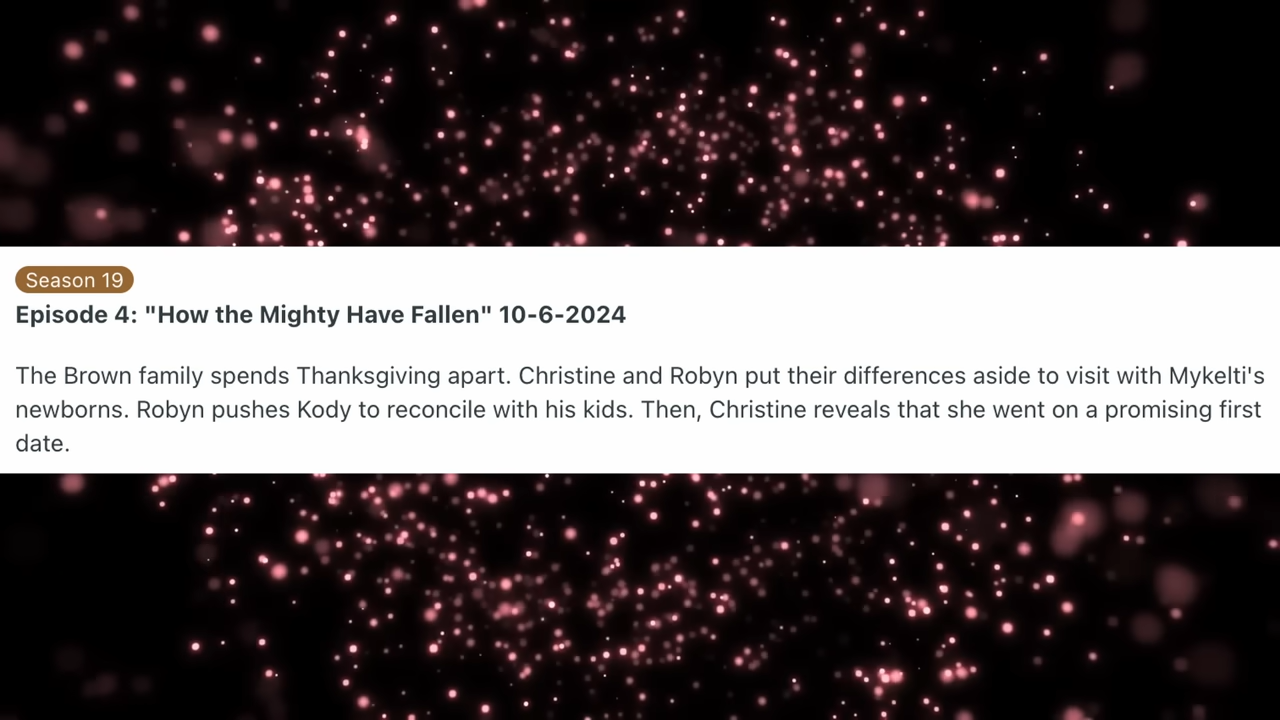 Season 19
Episode 4: "How the Mighty Have Fallen" 10-6-2024
The Brown family spends Thanksgiving apart. Christine and Robyn put their differences aside to visit with Mykelti's
newborns. Robyn pushes Kody to reconcile with his kids. Then, Christine reveals that she went on a promising first
date.